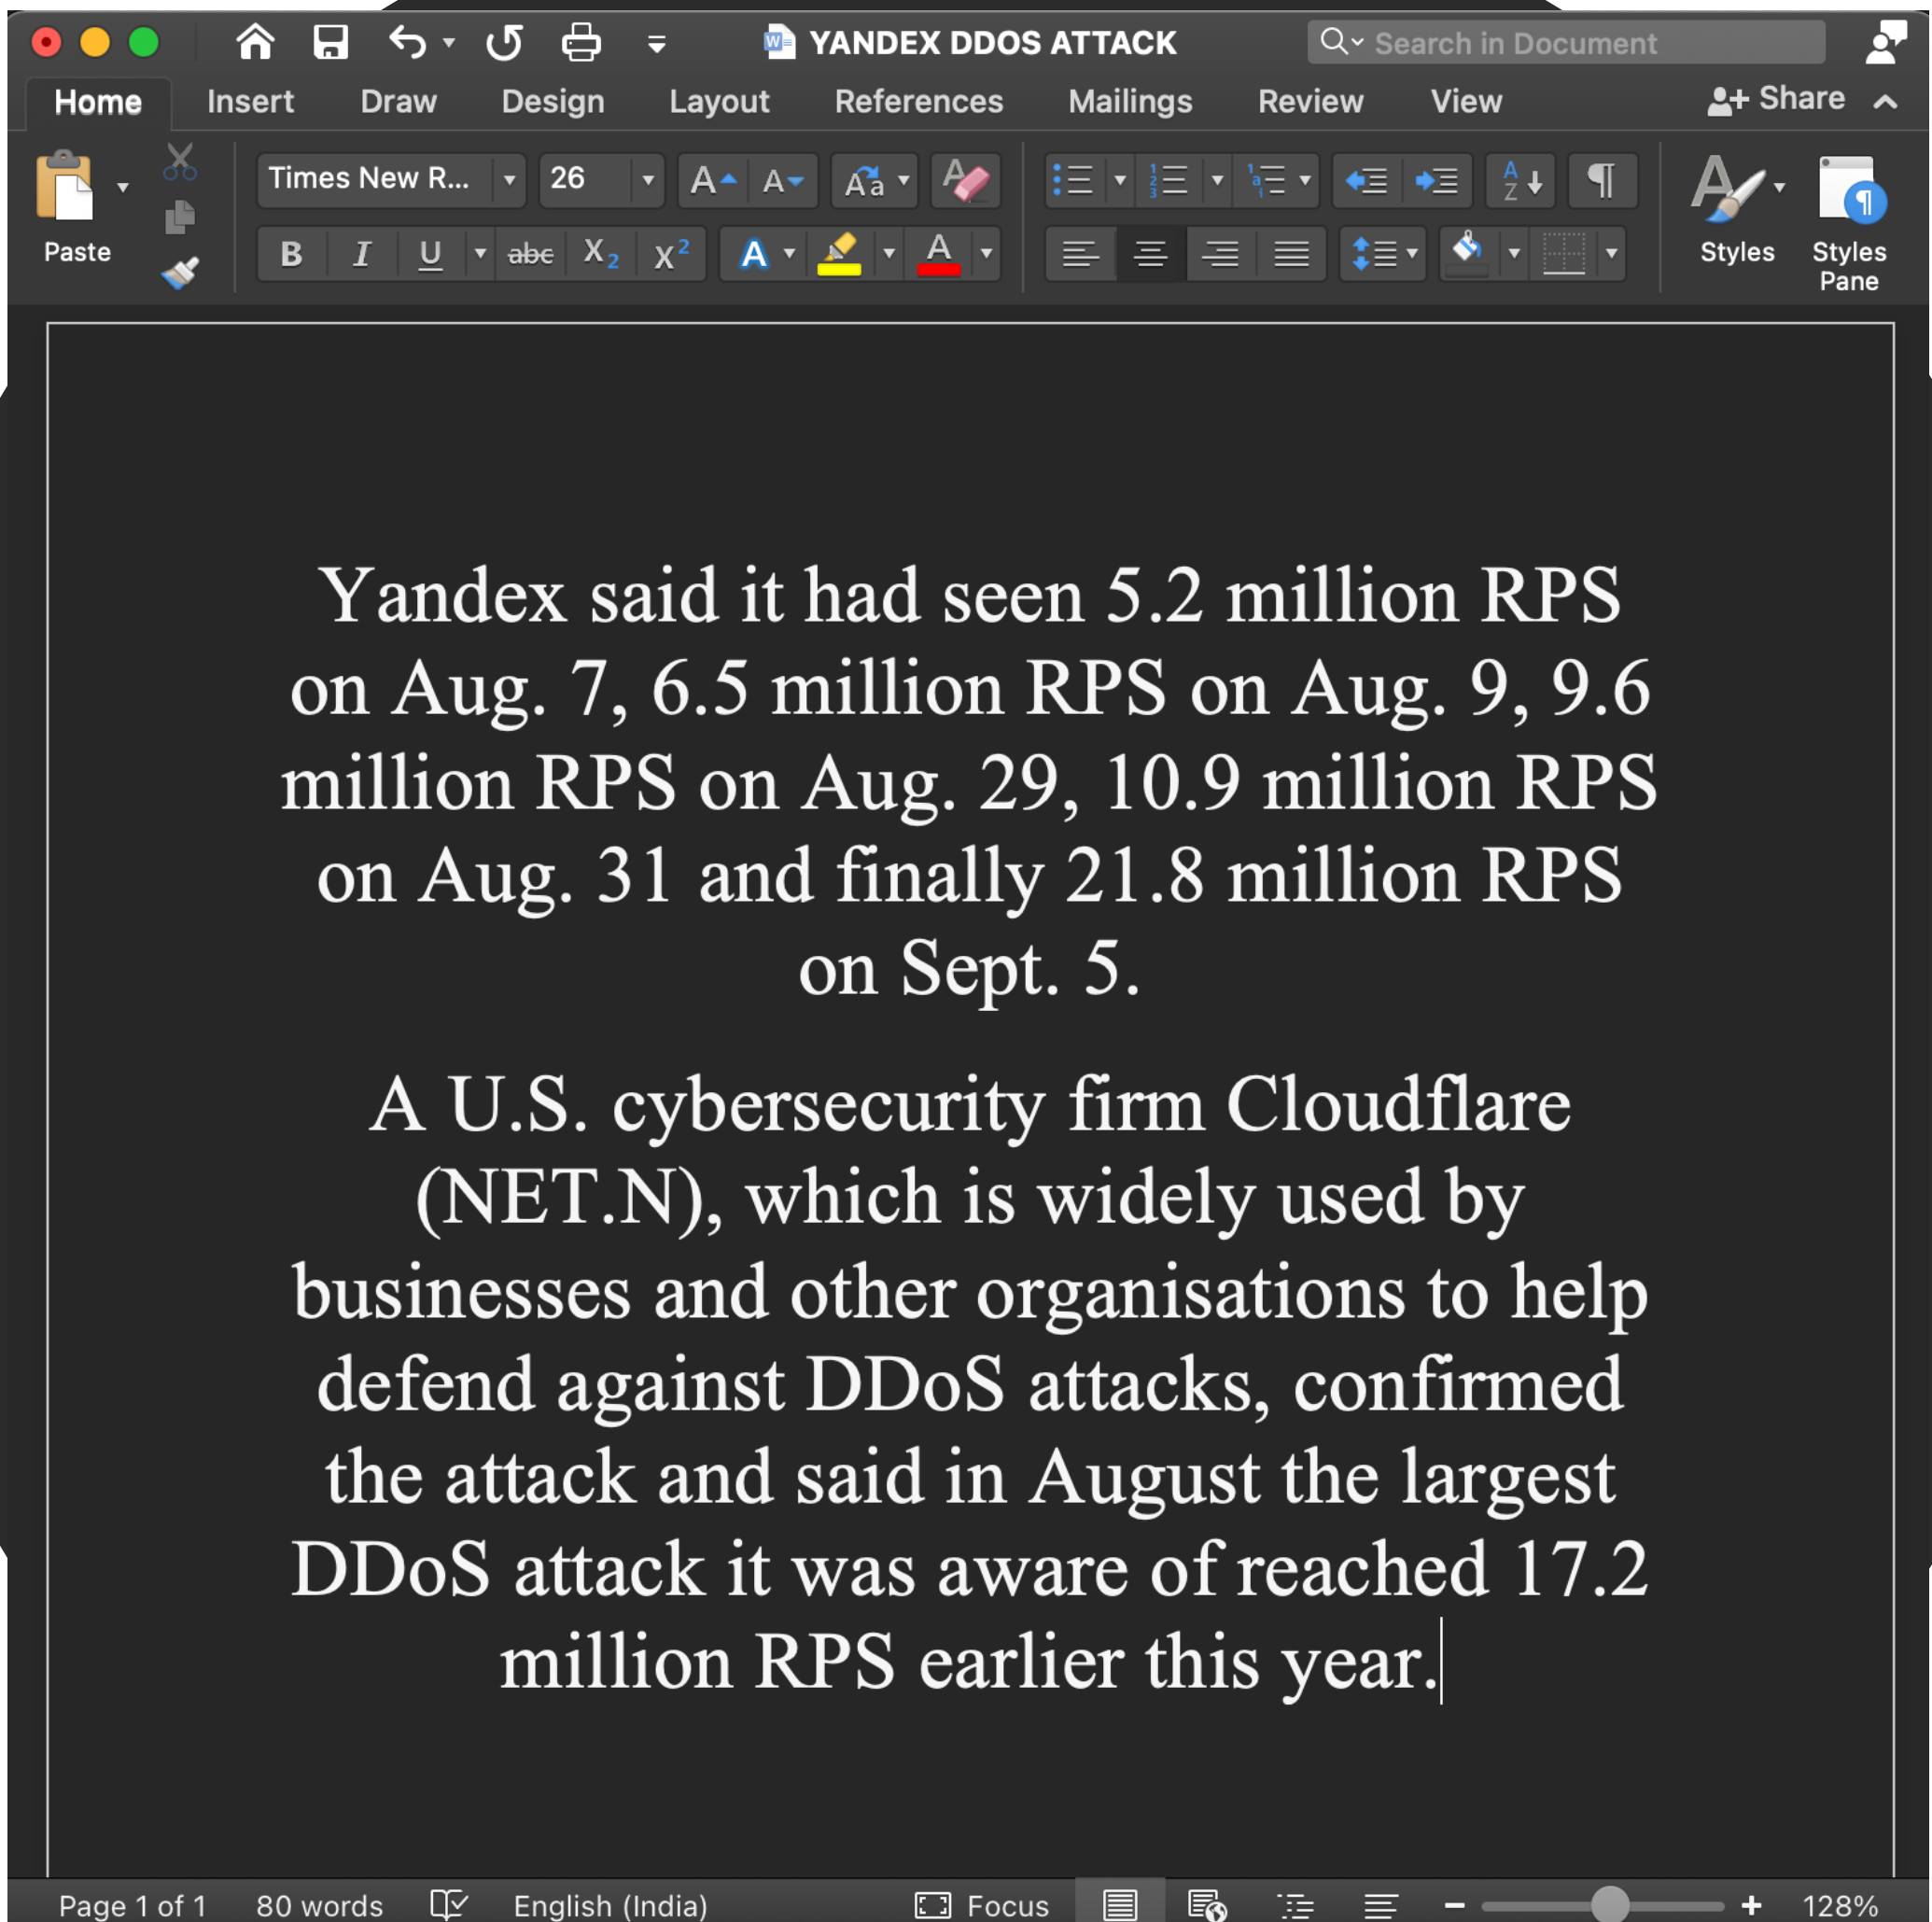 YANDEX DDOS ATTACK
Search in Document
Home Insert Draw Design Layout References Mailings Review View Share
Times New R... 26
Paste
Styles Styles Pane
Yandex said it had seen 5.2 million RPS
on Aug. 7, 6.5 million RPS on Aug. 9, 9.6
million RPS on Aug. 29, 10.9 million RPS
on Aug. 31 and finally 21.8 million RPS
on Sept. 5.
A U.S. cybersecurity firm Cloudflare
(NET.N), which is widely used by
businesses and other organisations to help
defend against DDoS attacks, confirmed
the attack and said in August the largest
DDoS attack it was aware of reached 17.2
million RPS earlier this year.
Page 1 of 1 80 words English (India) Focus 128%